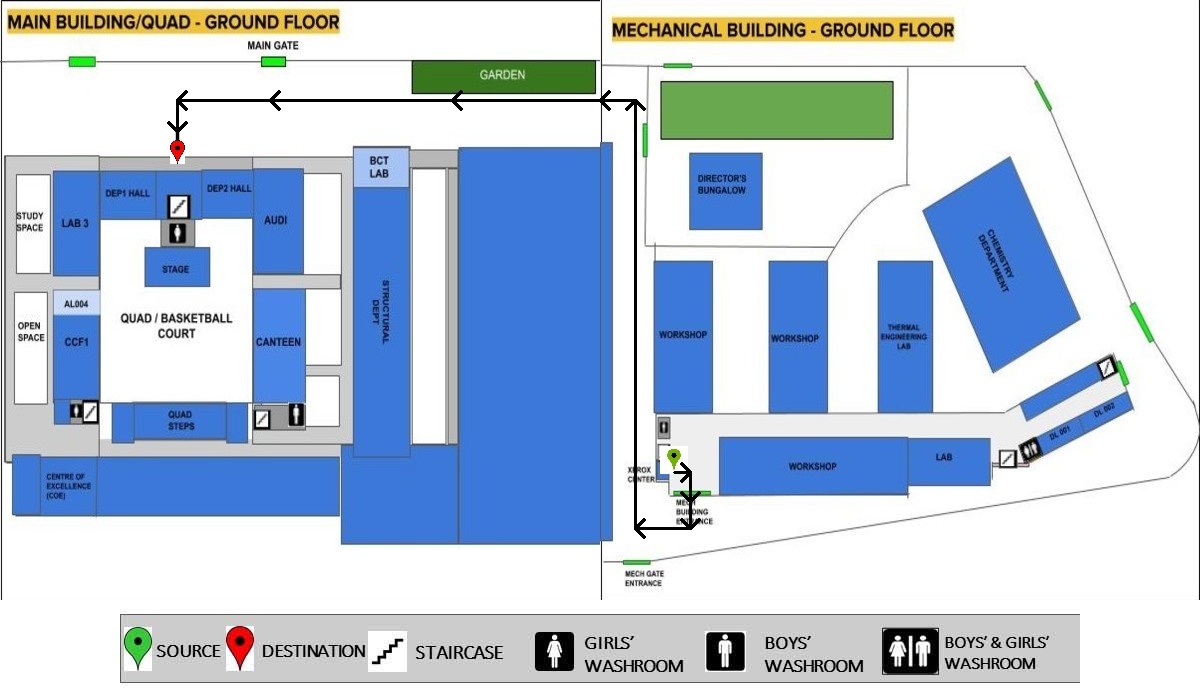 MAIN BUILDING/QUAD - GROUND FLOOR
MAIN GATE
GARDEN
BCT
LAB
DEP1 HALL
DEP2 HALL
STUDY
SPACE
LAB 3
AUDI
STAGE
AL004
OPEN
SPACE
CCF1
QUAD / BASKETBALL
COURT
CANTEEN
STRUCTURAL
DEPT
QUAD
STEPS
CENTRE OF
EXCELLENCE
(COE)
MECHANICAL BUILDING - GROUND FLOOR
DIRECTOR'S
BUNGALOW
CHEMISTRY
DEPARTMENT
WORKSHOP
WORKSHOP
THERMAL
ENGINEERING
LAB
DL 002
DL 001
XEROX
CENTER
WORKSHOP
LAB
MECH
BUILDING
ENTRANCE
MECH GATE
ENTRANCE
SOURCE
DESTINATION
STAIRCASE
GIRLS'
WASHROOM
BOYS'
WASHROOM
BOYS' & GIRLS'
WASHROOM